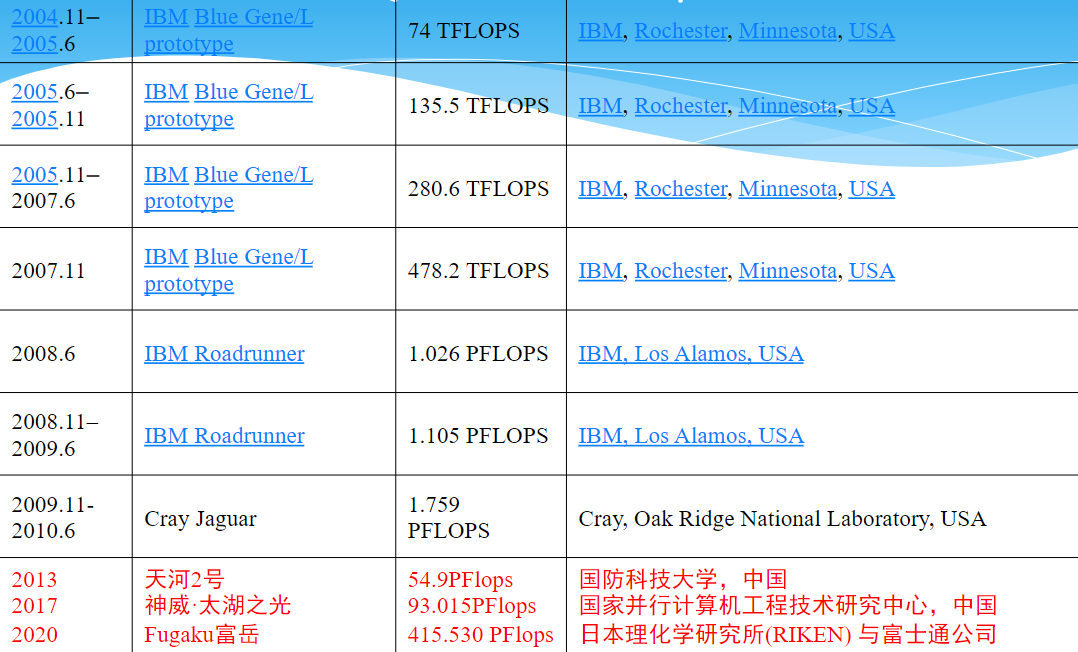 2004.11–
2005.6
IBM Blue Gene/L
prototype
74 TFLOPS
IBM, Rochester, Minnesota, USA
2005.6–
2005.11
IBM Blue Gene/L
prototype
135.5 TFLOPS
IBM, Rochester, Minnesota, USA
2005.11–
2007.6
IBM Blue Gene/L
prototype
280.6 TFLOPS
IBM, Rochester, Minnesota, USA
2007.11
IBM Blue Gene/L
prototype
478.2 TFLOPS
IBM, Rochester, Minnesota, USA
2008.6
IBM Roadrunner
1.026 PFLOPS
IBM, Los Alamos, USA
2008.11–
2009.6
IBM Roadrunner
1.105 PFLOPS
IBM, Los Alamos, USA
2009.11-
2010.6
Cray Jaguar
1.759
PFLOPS
Cray, Oak Ridge National Laboratory, USA
2013
天河2号
54.9PFlops
国防科技大学，中国
2017
神威·太湖之光
93.015PFlops
国家并行计算机工程技术研究中心，中国
2020
Fugaku富岳
415.530 PFlops
日本理化学研究所(RIKEN) 与富士通公司